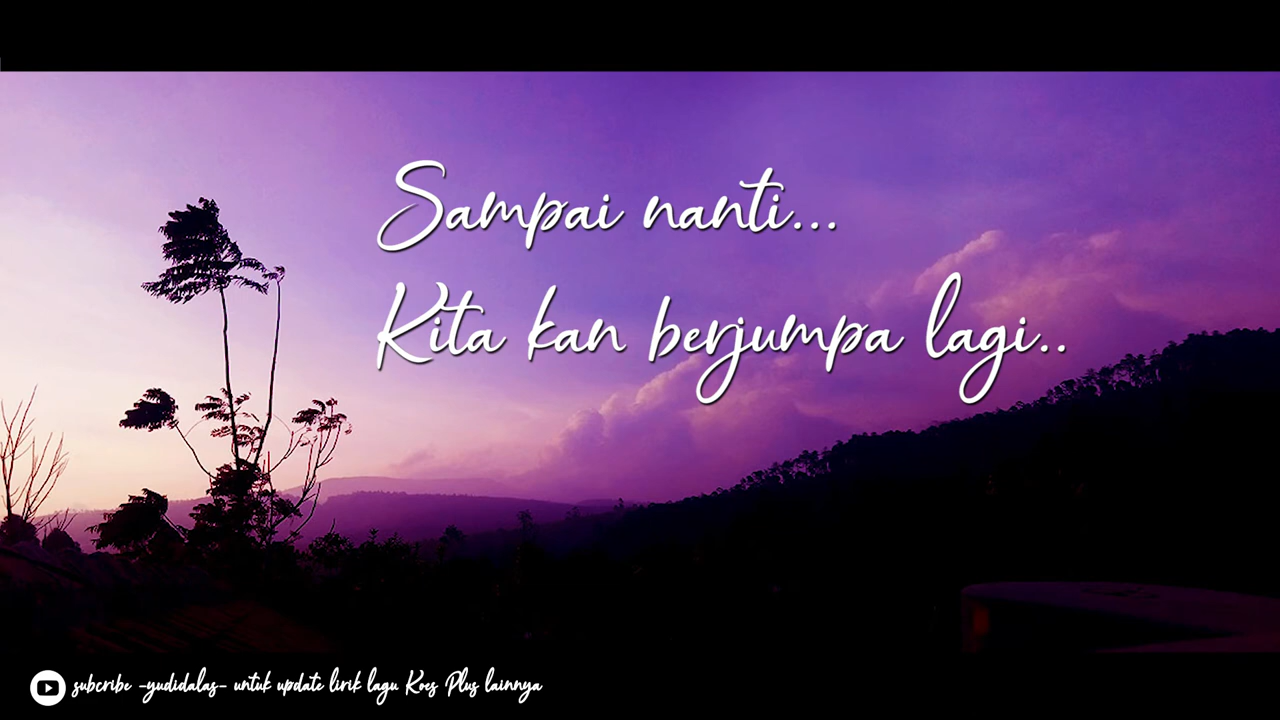 Sampai nanti...
Kita kan berjumpa lagi..
subcribe -yudidalas- untuk update lirik lagu Koes Plus lainnya